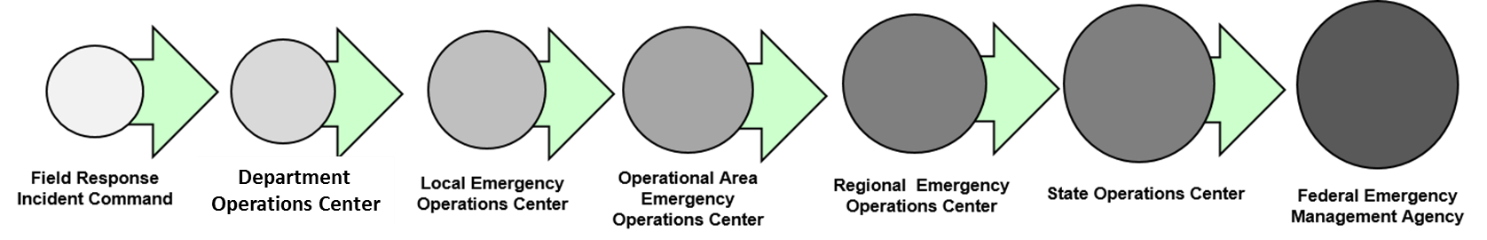 Field Response
Incident Command
Department
Operations Center
Local Emergency
Operations Center
Operational Area
Emergency
Operations Center
Regional  Emergency
Operations Center
State Operations Center
Federal Emergency
Management Agency